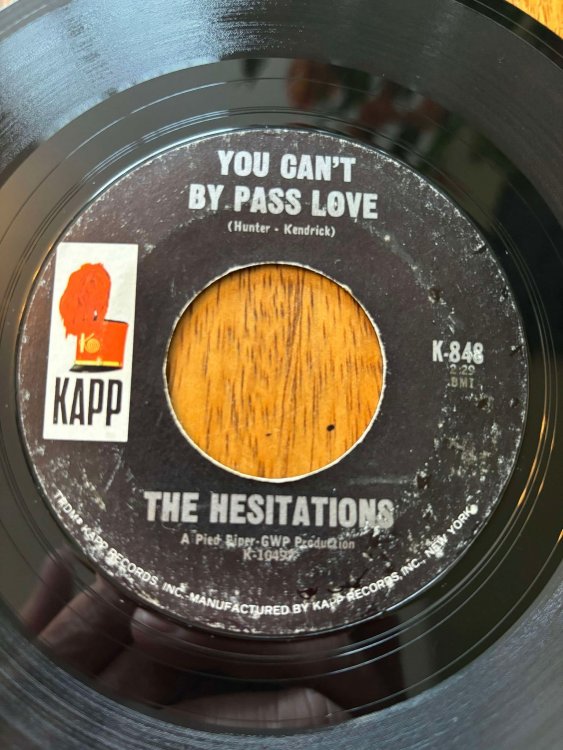 YOU CAN'T
BY PASS LOVE
(Hunter - Kendrick)
K
KAPP
K-848
2:29
BMI
THE HESITATIONS
A Pied Piper-GWP Production
TRDMK KAPP RECORDS, INC. MANUFACTURED BY KAPP RECORDS, INC., NEW YORK